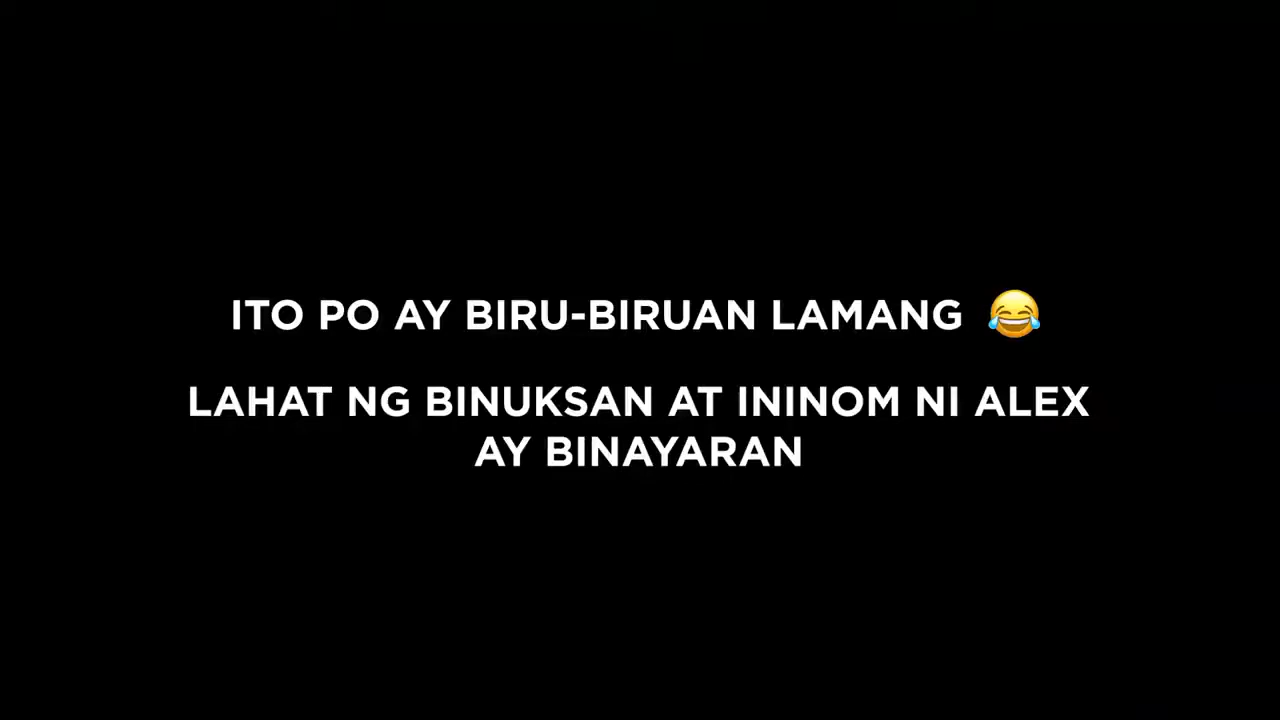 ITO PO AY BIRU-BIRUAN LAMANG 😂
LAHAT NG BINUKSAN AT ININOM NI ALEX
AY BINAYARAN